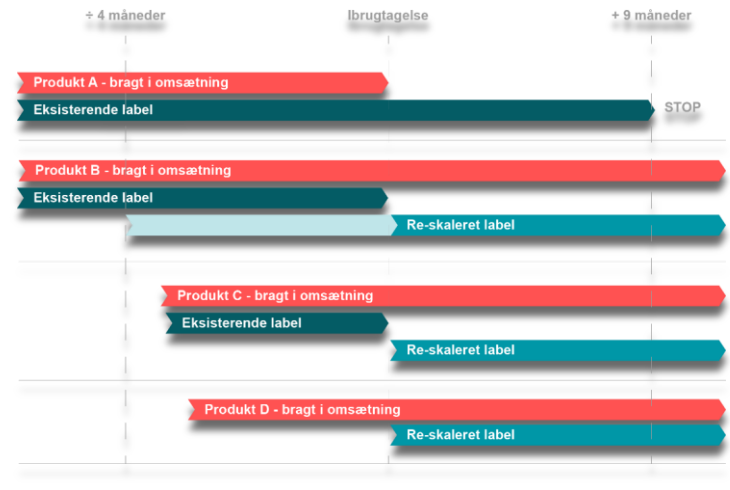 ÷ 4 måneder
Ibrugtagelse
+ 9 måneder
Produkt A - bragt i omsætning
Eksisterende label
STOP
Produkt B - bragt i omsætning
Eksisterende label
Re-skaleret label
Produkt C - bragt i omsætning
Eksisterende label
Re-skaleret label
Produkt D - bragt i omsætning
Re-skaleret label